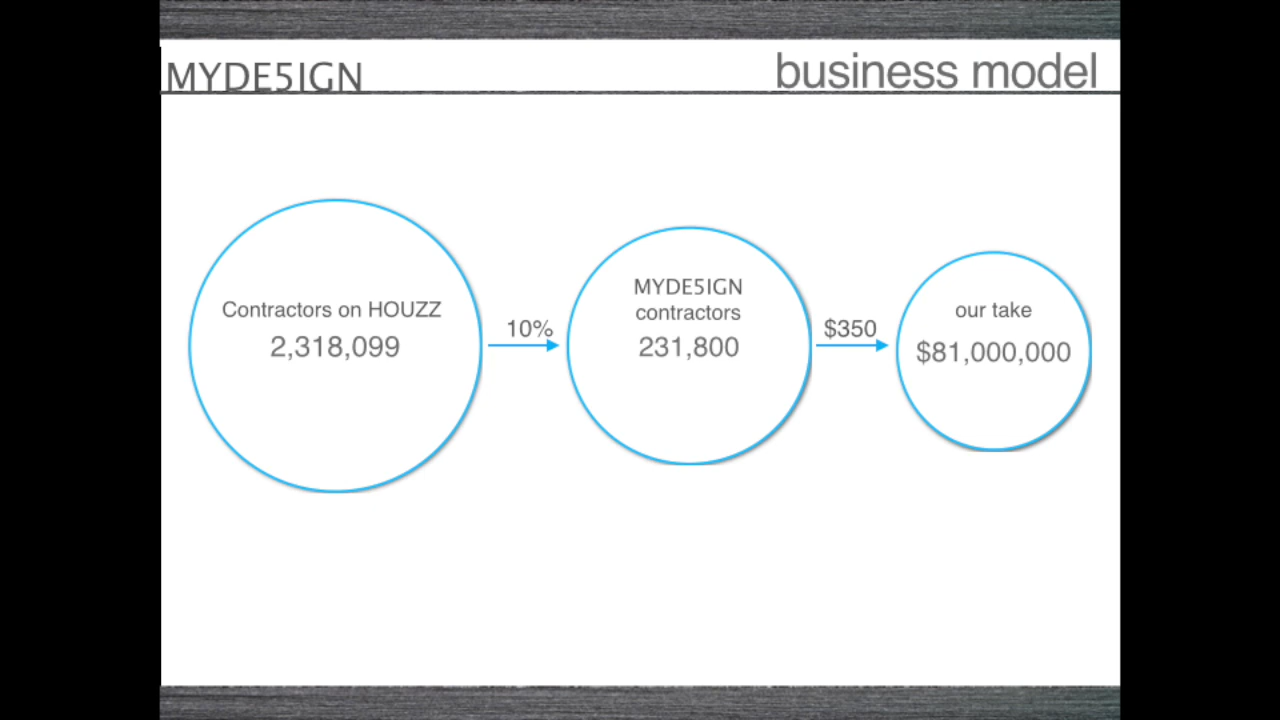 MYDE5IGN
business model
Contractors on HOUZZ
2,318,099
10%
MYDE5IGN
contractors
231,800
$350
our take
$81,000,000